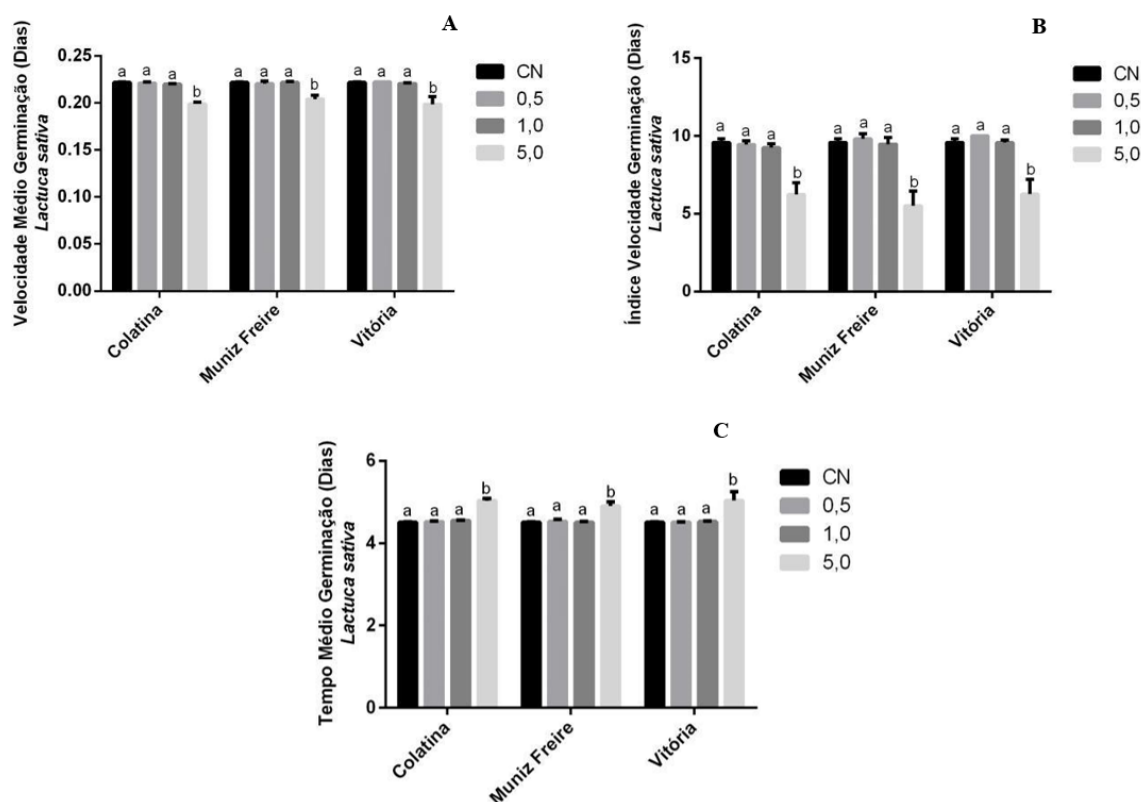 A
Velocidade Médio Germinação (Dias)
Lactuca sativa
0.25
0.20
0.15
0.10
0.05
0.00
a a a b
a a a b
a a a b
Colatina
Muniz Freire
Vitória
CN
0,5
1,0
5,0
B
Índice Velocidade Germinação (Dias)
Lactuca sativa
15
10
5
0
a a a b
a a a b
a a a b
Colatina
Muniz Freire
Vitória
CN
0,5
1,0
5,0
C
Tempo Médio Germinação (Dias)
Lactuca sativa
6
4
2
0
a a a b
a a a b
a a a b
Colatina
Muniz Freire
Vitória
CN
0,5
1,0
5,0